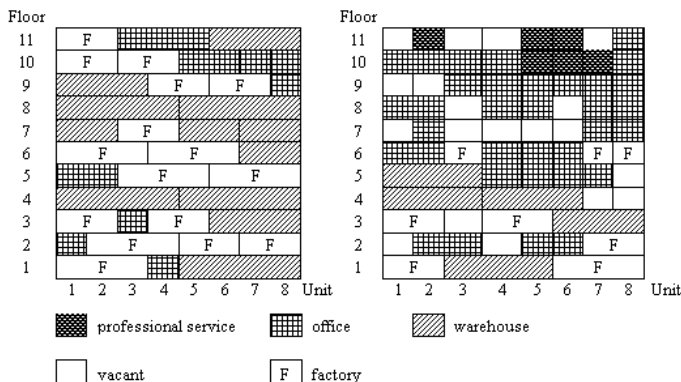 Floor Floor
11 F 11
10 F F 10
9 F F 9
8 8
7 F 7
6 F F 6 F F F
5 F F 5
4 4
3 F F 3 F F
2 F F F 2 F
1 F 1 F F
1 2 3 4 5 6 7 8 Unit 1 2 3 4 5 6 7 8 Unit
professional service office warehouse
vacant F factory